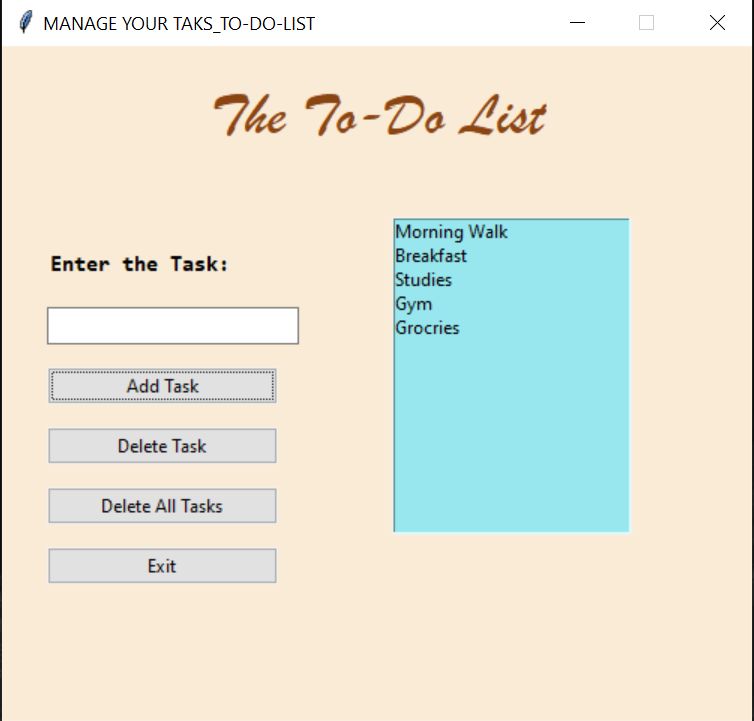 MANAGE YOUR TAKS_TO-DO-LIST
The To-Do List
Enter the Task:
Add Task
Delete Task
Delete All Tasks
Exit
Morning Walk
Breakfast
Studies
Gym
Grocries